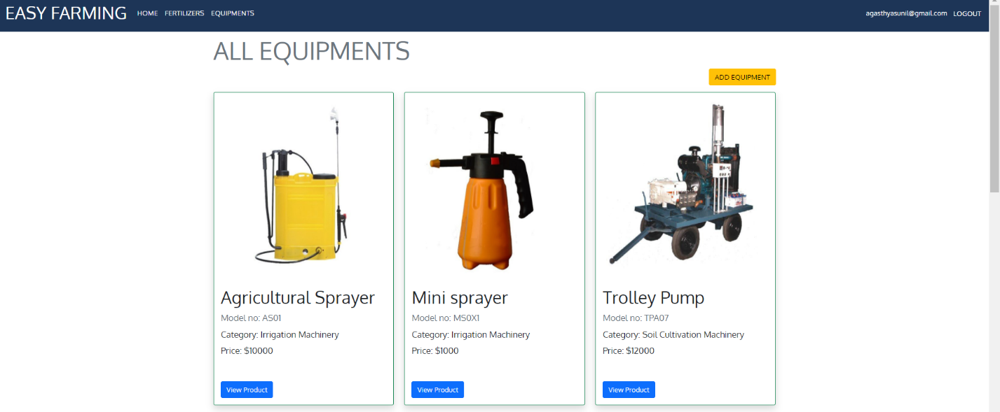 EASY FARMING HOME FERTILIZERS EQUIPMENTS agasthyasunil@gmail.com LOGOUT
ALL EQUIPMENTS
ADD EQUIPMENT
Agricultural Sprayer
Model no: AS01
Category: Irrigation Machinery
Price: $10000
View Product
Mini sprayer
Model no: MS0X1
Category: Irrigation Machinery
Price: $1000
View Product
Trolley Pump
Model no: TPA07
Category: Soil Cultivation Machinery
Price: $12000
View Product